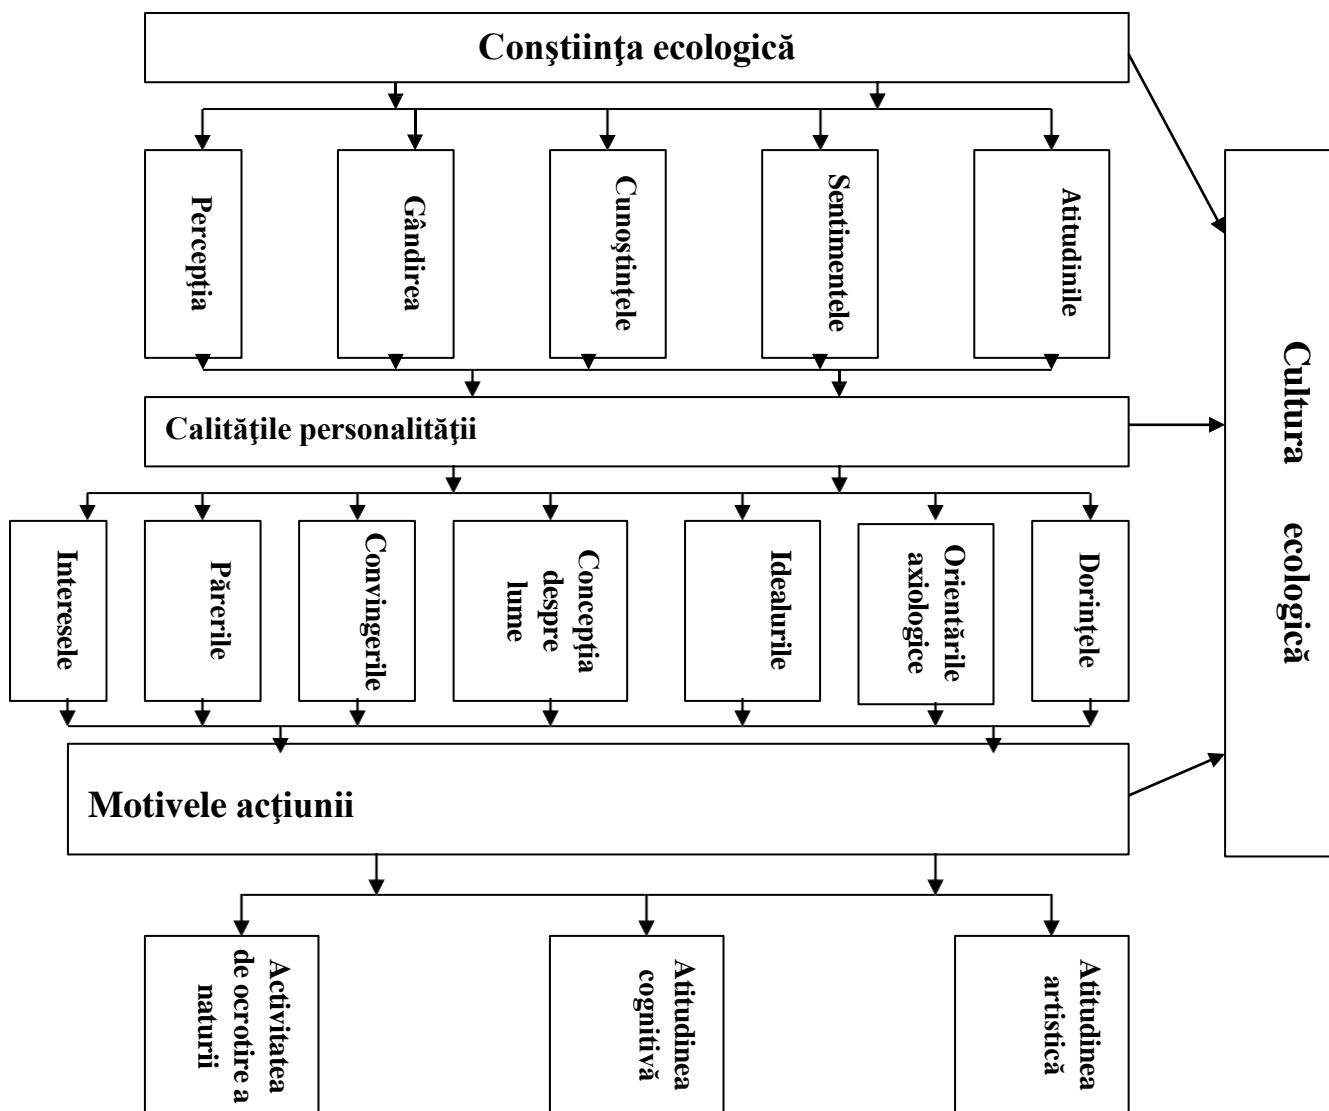 Conştiinţa ecologică
Percepţia
Gândirea
Cunoştinţele
Sentimentele
Atitudinile
Cultura ecologică
Calităţile personalităţii
Interesele
Părerile
Convingerile
Concepţia
despre
lume
Idealurile
Orientările
axiologice
Dorinţele
Motivele acţiunii
Activitatea
de ocrotire a
naturii
Atitudinea
cognitivă
Atitudinea
artistică